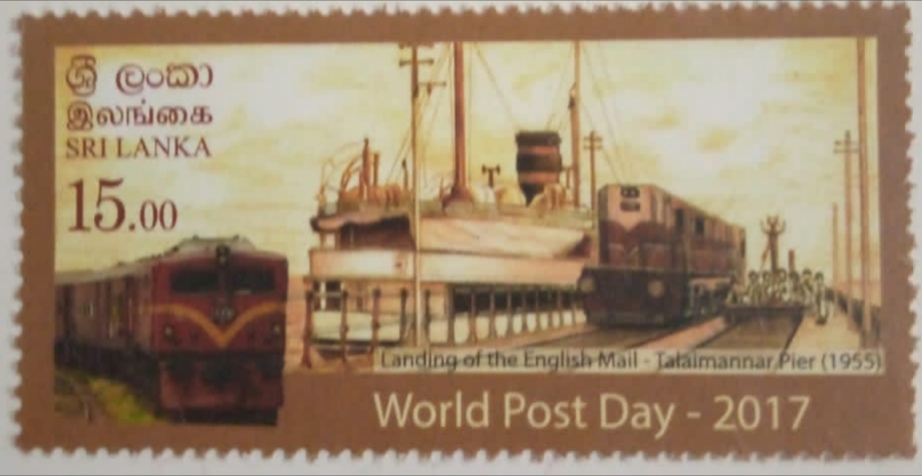 ශ්‍රී ලංකා
இலங்கை
SRI LANKA
15.00
Landing of the English Mail - Talaimannar Pier (1955)
World Post Day - 2017